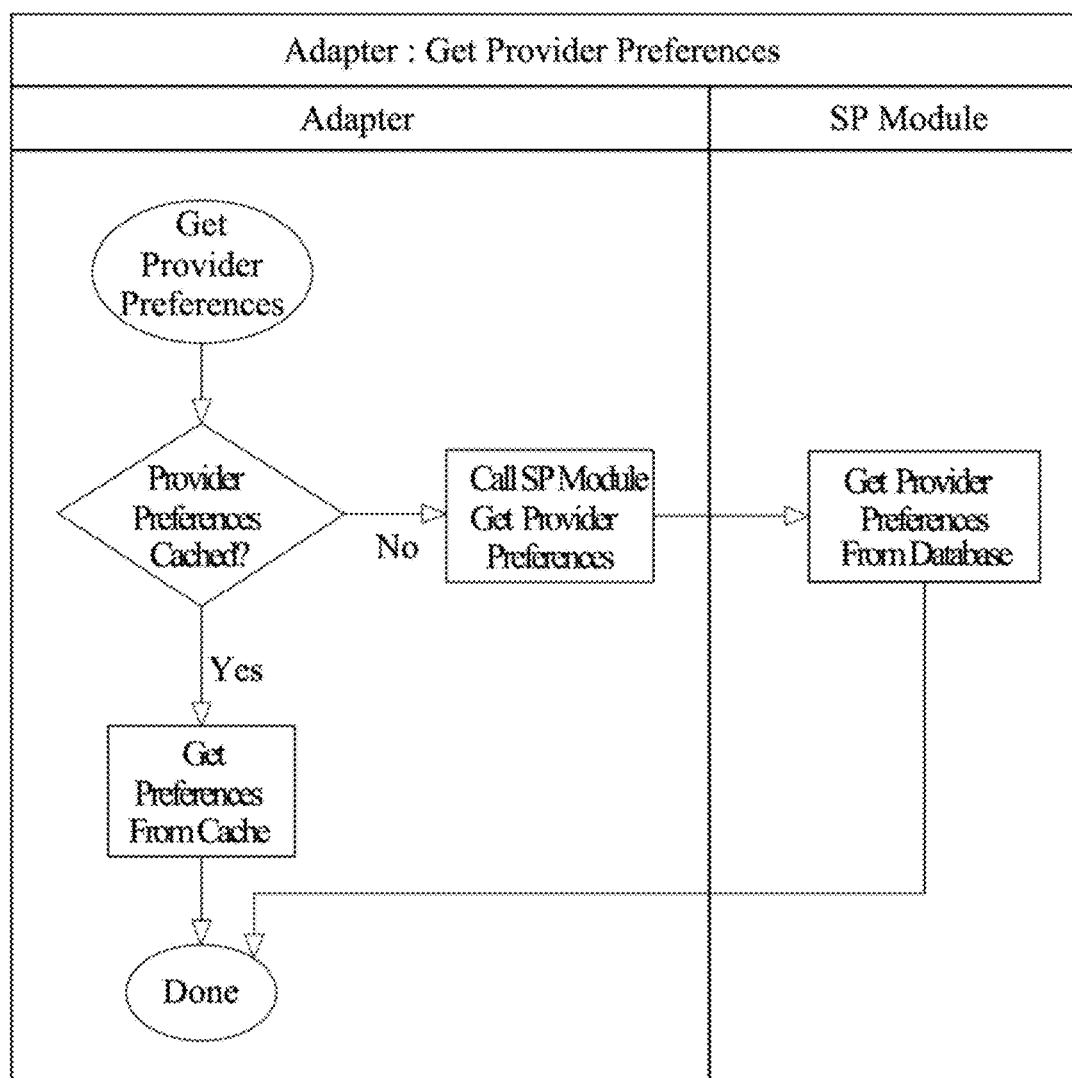 Adapter : Get Provider Preferences
Adapter
SP Module
Get
Provider
Preferences
Provider
Preferences
Cached?
No
Call SP Module
Get Provider
Preferences
Get Provider
Preferences
From Database
Yes
Get
Preferences
From Cache
Done